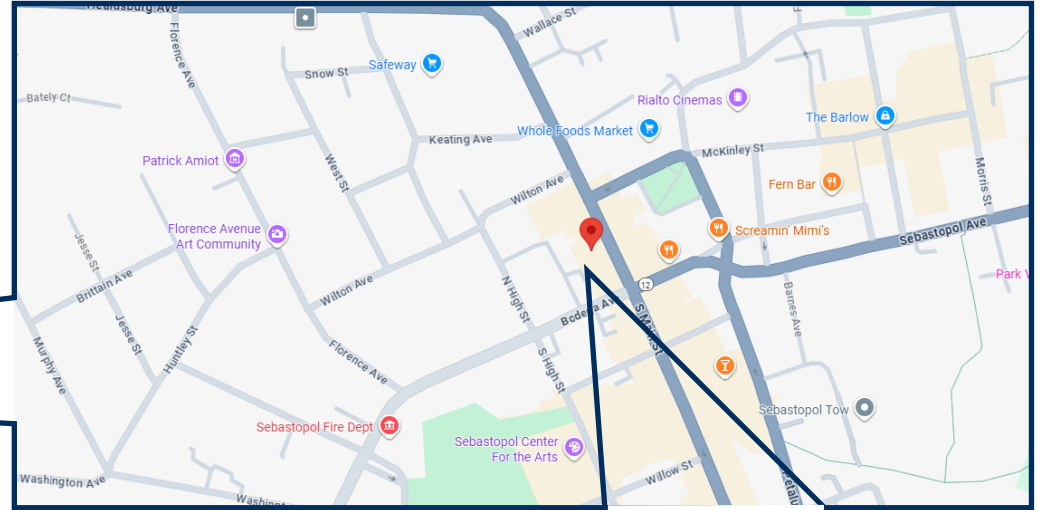 Healdsburg Ave
Wallace St
Florence Ave
Safeway
Snow St
Bately Ct
Rialto Cinemas
The Barlow
Whole Foods Market
Keating Ave
McKinley St
Patrick Amiot
West St
Morris St
Wilton Ave
Fern Bar
Florence Avenue
Art Community
Screamin' Mimi's
Sebastopol Ave
Jesse St
Brittain Ave
Wilton Ave
N High St
12
Park V
Bodega Ave
S Main St
Barnes Ave
Jesse St
Huntley St
Murphy Ave
Florence Ave
S High St
Sebastopol Tow
Sebastopol Fire Dept
Sebastopol Center
For the Arts
Willow St
Washington Ave
Washing
Petalu